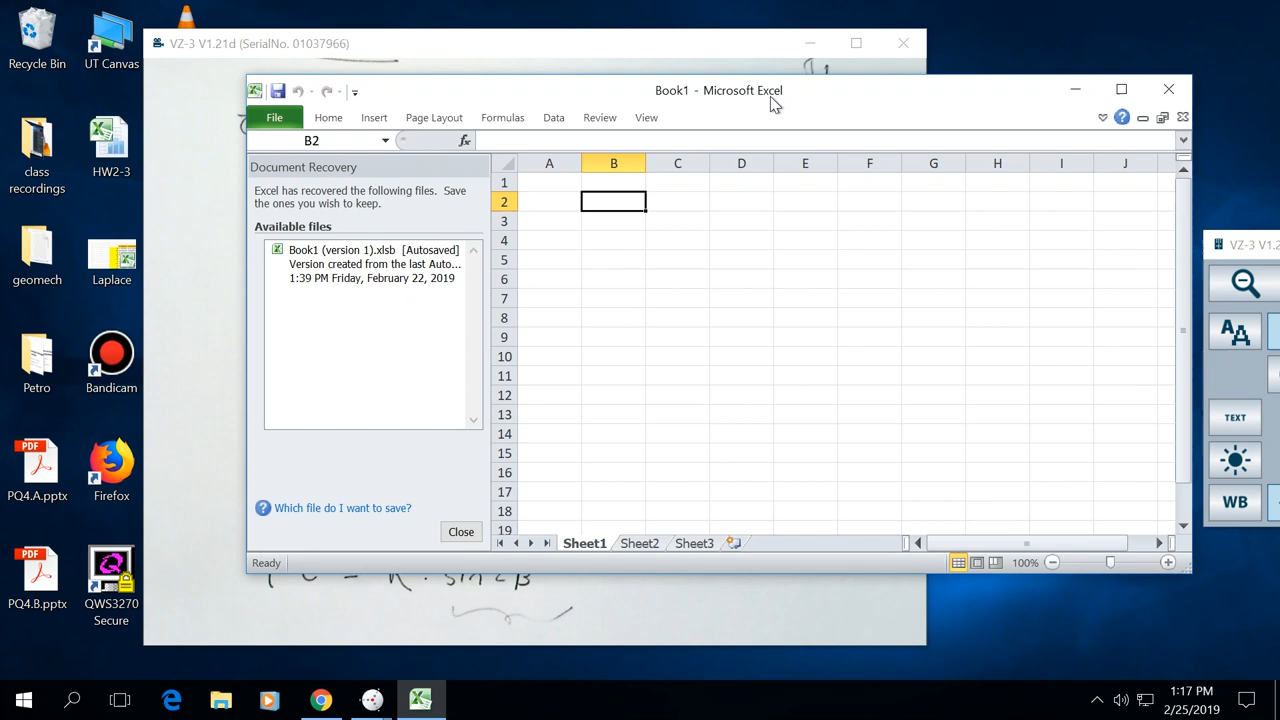 Recycle Bin
UT Canvas
class recordings
HW2-3
geomech
Laplace
Petro
Bandicam
PDF
PQ4.A.pptx
Firefox
PDF
PQ4.B.pptx
QWS3270 Secure
VZ-3 V1.21d (SerialNo. 01037966)
Book1 - Microsoft Excel
File Home Insert Page Layout Formulas Data Review View
B2 fx
Document Recovery
Excel has recovered the following files. Save
the ones you wish to keep.
Available files
Book1 (version 1).xlsb [Autosaved]
Version created from the last Auto...
1:39 PM Friday, February 22, 2019
Which file do I want to save?
Close
A B C D E F G H I J
1
2
3
4
5
6
7
8
9
10
11
12
13
14
15
16
17
18
19
Sheet1 Sheet2 Sheet3
Ready 100%
sin 2β
VZ-3 V1.2
AA
TEXT
WB
1:17 PM
2/25/2019